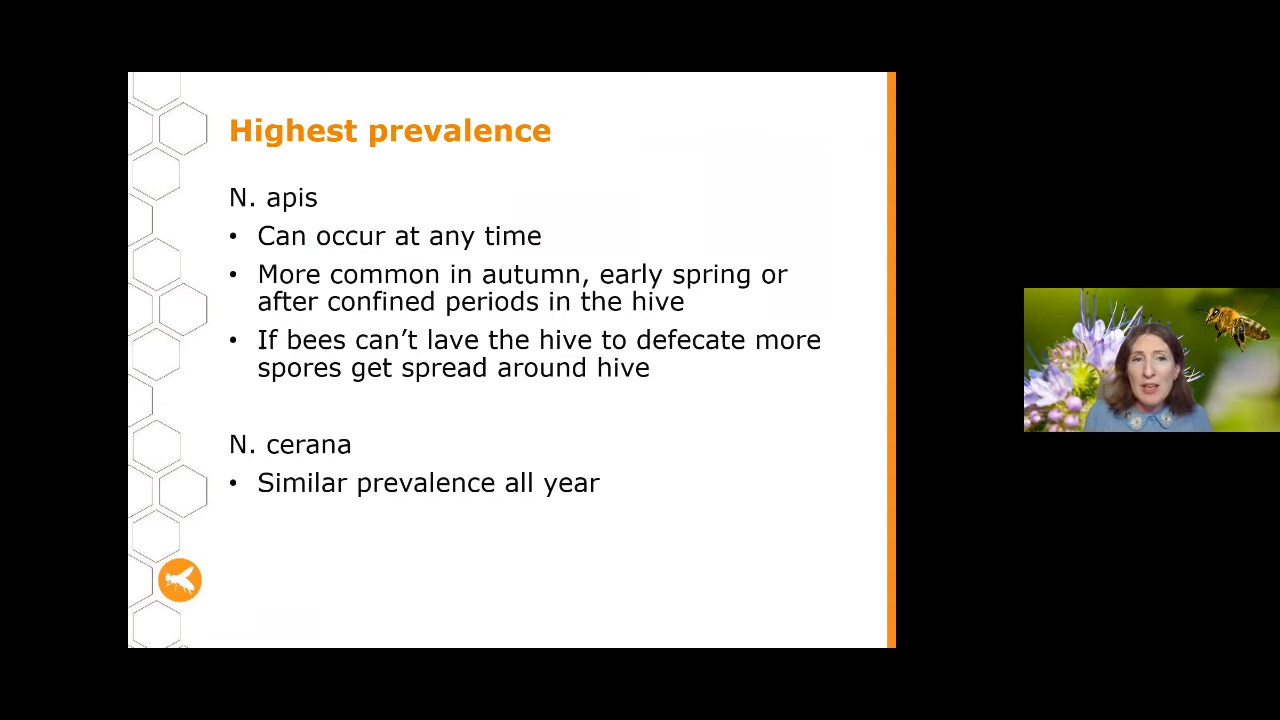 Highest prevalence
N. apis
• Can occur at any time
• More common in autumn, early spring or
after confined periods in the hive
• If bees can’t lave the hive to defecate more
spores get spread around hive
N. cerana
• Similar prevalence all year